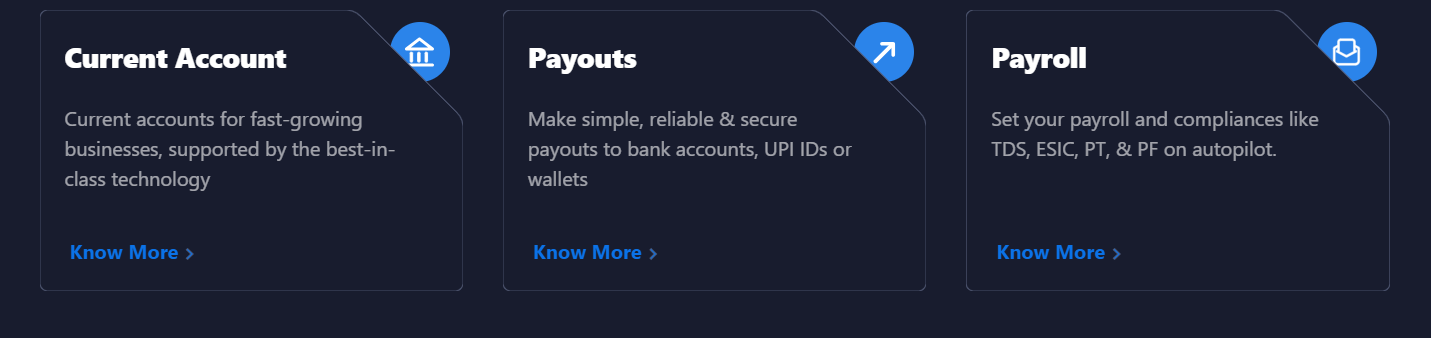 Current Account
Current accounts for fast-growing
businesses, supported by the best-in-
class technology
Know More
Payouts
Make simple, reliable & secure
payouts to bank accounts, UPI IDs or
wallets
Know More
Payroll
Set your payroll and compliances like
TDS, ESIC, PT, & PF on autopilot.
Know More